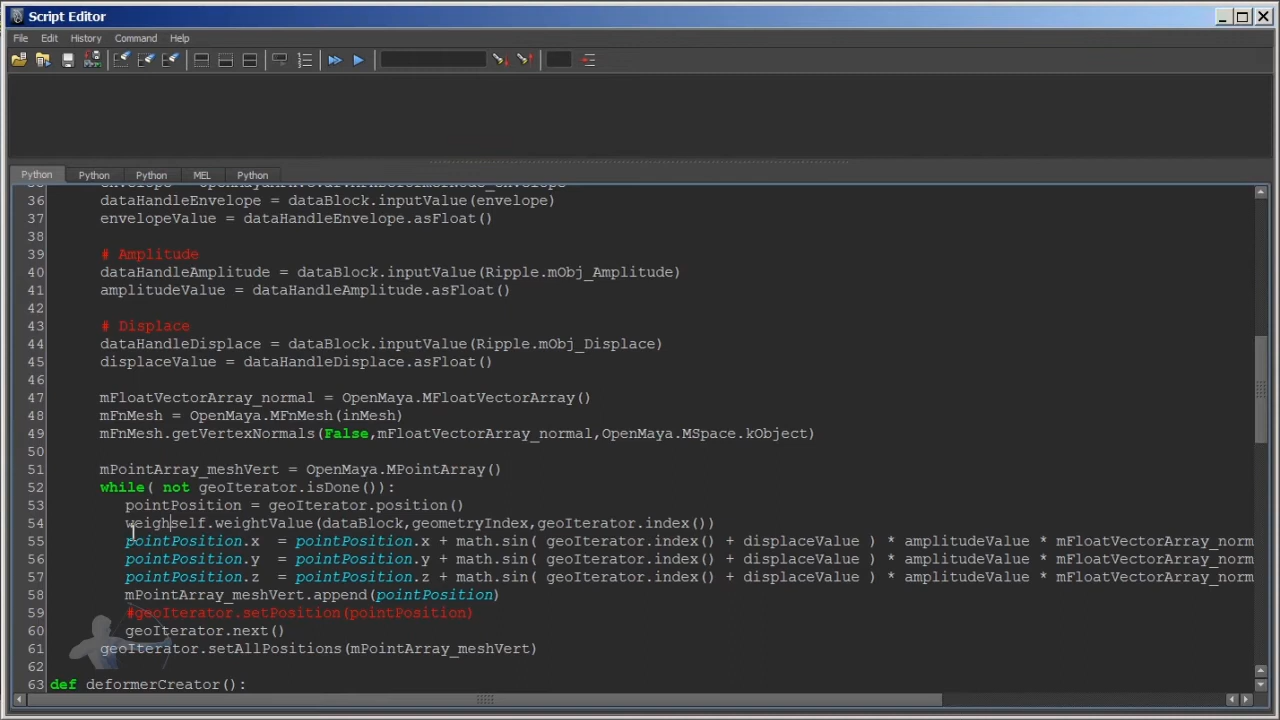 Script Editor
File Edit History Command Help
Python Python Python MEL Python
36 dataHandleEnvelope = dataBlock.inputValue(envelope)
37 envelopeValue = dataHandleEnvelope.asFloat()
38
39 # Amplitude
40 dataHandleAmplitude = dataBlock.inputValue(Ripple.mObj_Amplitude)
41 amplitudeValue = dataHandleAmplitude.asFloat()
42
43 # Displace
44 dataHandleDisplace = dataBlock.inputValue(Ripple.mObj_Displace)
45 displaceValue = dataHandleDisplace.asFloat()
46
47 mFloatVectorArray_normal = OpenMaya.MFloatVectorArray()
48 mFnMesh = OpenMaya.MFnMesh(inMesh)
49 mFnMesh.getVertexNormals(False,mFloatVectorArray_normal,OpenMaya.MSpace.kObject)
50
51 mPointArray_meshVert = OpenMaya.MPointArray()
52 while( not geoIterator.isDone()):
53 pointPosition = geoIterator.position()
54 weighself.weightValue(dataBlock,geometryIndex,geoIterator.index())
55 pointPosition.x = pointPosition.x + math.sin( geoIterator.index() + displaceValue ) * amplitudeValue * mFloatVectorArray_norm
56 pointPosition.y = pointPosition.y + math.sin( geoIterator.index() + displaceValue ) * amplitudeValue * mFloatVectorArray_norm
57 pointPosition.z = pointPosition.z + math.sin( geoIterator.index() + displaceValue ) * amplitudeValue * mFloatVectorArray_norm
58 mPointArray_meshVert.append(pointPosition)
59 #geoIterator.setPosition(pointPosition)
60 geoIterator.next()
61 geoIterator.setAllPositions(mPointArray_meshVert)
62
63 def deformerCreator():